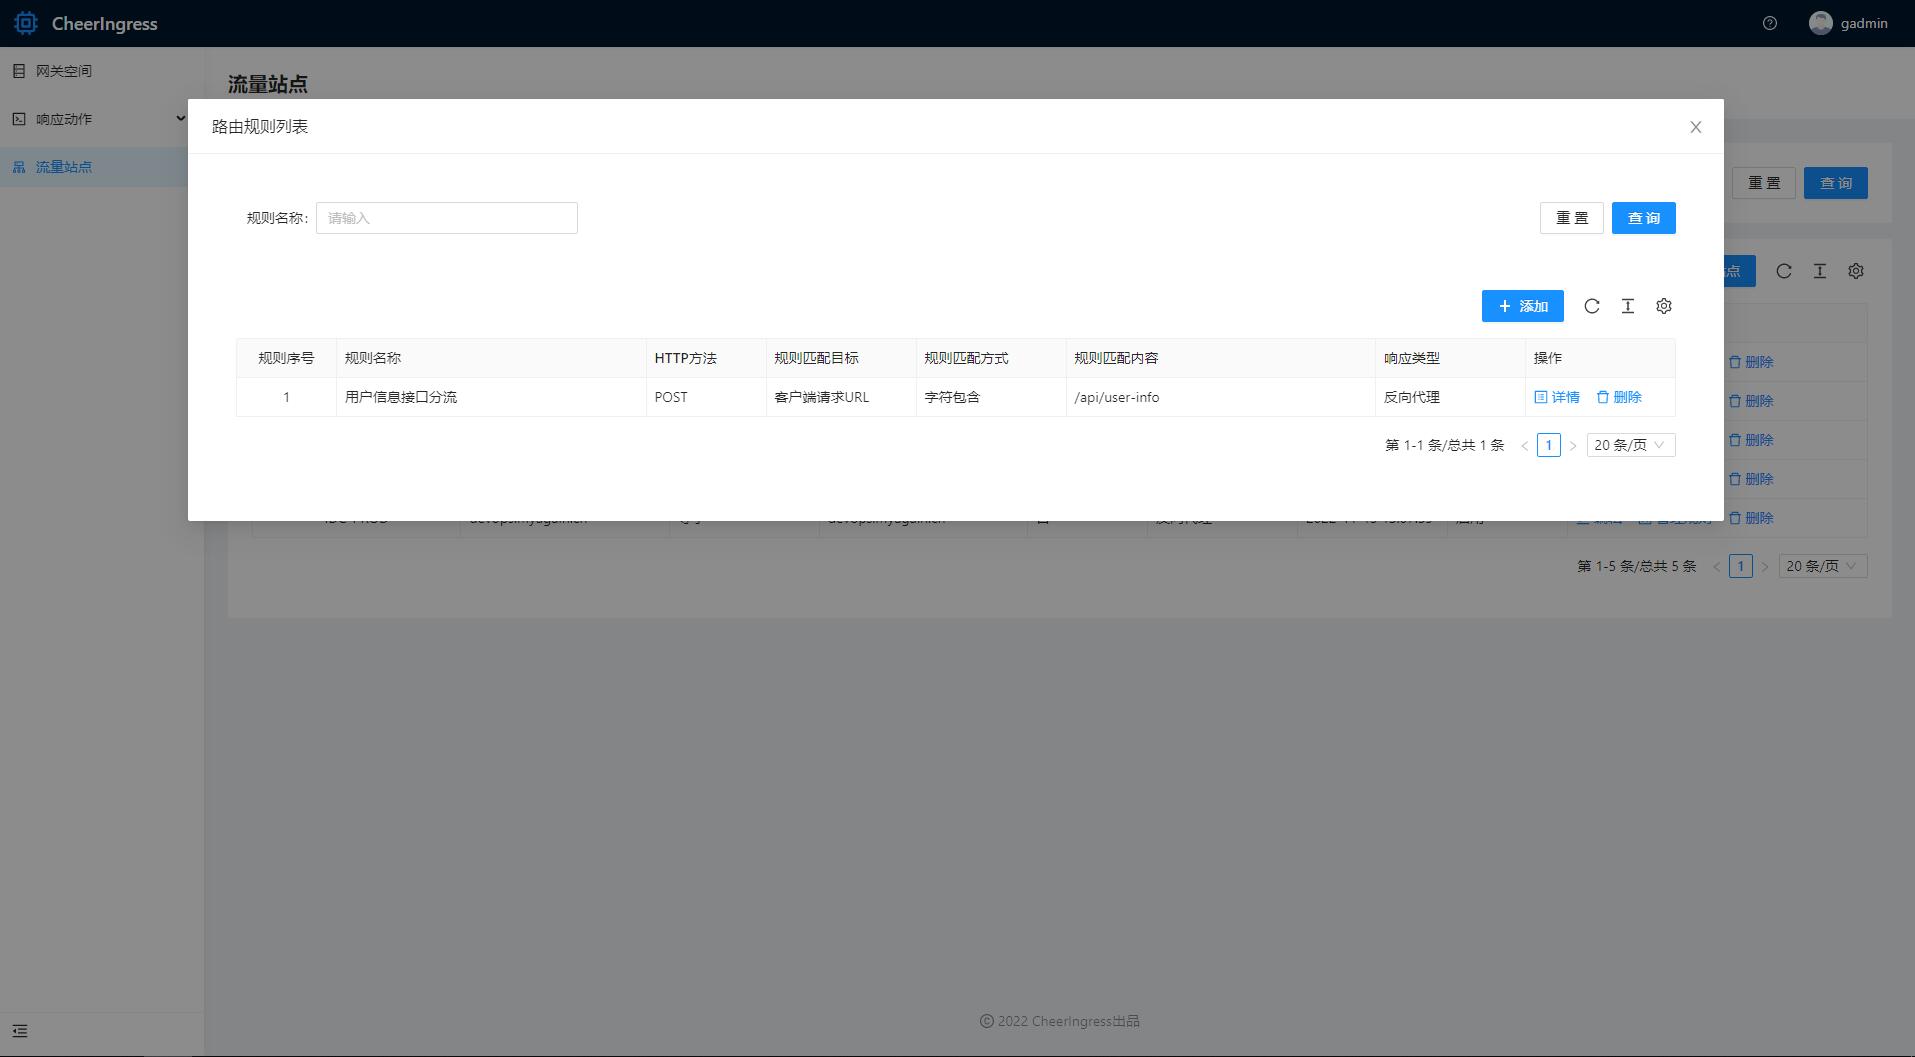 CheerIngress
gadmin
网关空间
响应动作
流量站点
流量站点
重 置
查 询
路由规则列表
规则名称:
请输入
重 置
查 询
添加
点
规则序号 规则名称 HTTP方法 规则匹配目标 规则匹配方式 规则匹配内容 响应类型 操作
1 用户信息接口分流 POST 客户端请求URL 字符包含 /api/user-info 反向代理 详情 删除
第 1-1 条/总共 1 条 < 1 > 20 条/页
删除
删除
删除
删除
删除
第 1-5 条/总共 5 条 < 1 > 20 条/页
© 2022 CheerIngress出品